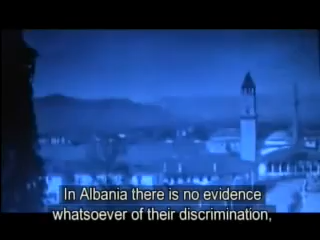 In Albania there is no evidence
whatsoever of their discrimination,